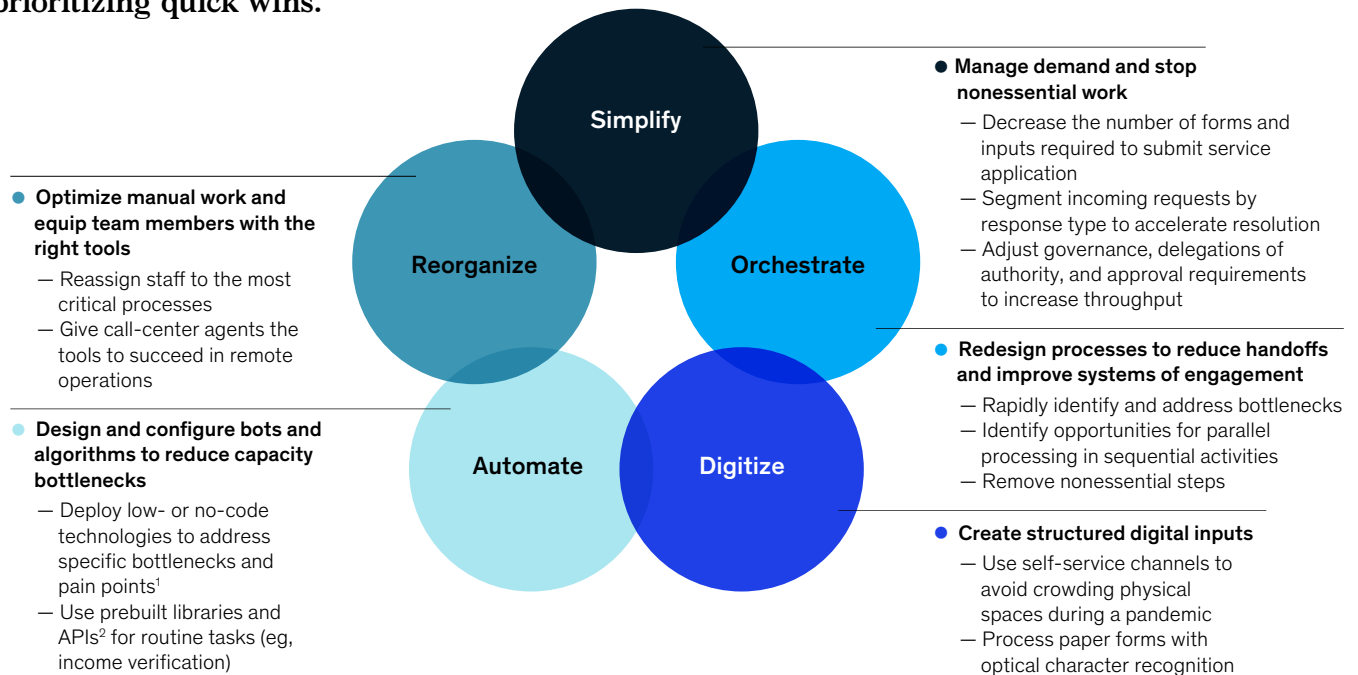 prioritizing quick wins.
Simplify
Orchestrate
Digitize
Automate
Reorganize
● Manage demand and stop
nonessential work
— Decrease the number of forms and
inputs required to submit service
application
— Segment incoming requests by
response type to accelerate resolution
— Adjust governance, delegations of
authority, and approval requirements
to increase throughput
● Redesign processes to reduce handoffs
and improve systems of engagement
— Rapidly identify and address bottlenecks
— Identify opportunities for parallel
processing in sequential activities
— Remove nonessential steps
● Create structured digital inputs
— Use self-service channels to
avoid crowding physical
spaces during a pandemic
— Process paper forms with
optical character recognition
● Optimize manual work and
equip team members with the
right tools
— Reassign staff to the most
critical processes
— Give call-center agents the
tools to succeed in remote
operations
● Design and configure bots and
algorithms to reduce capacity
bottlenecks
— Deploy low- or no-code
technologies to address
specific bottlenecks and
pain points¹
— Use prebuilt libraries and
APIs² for routine tasks (eg,
income verification)